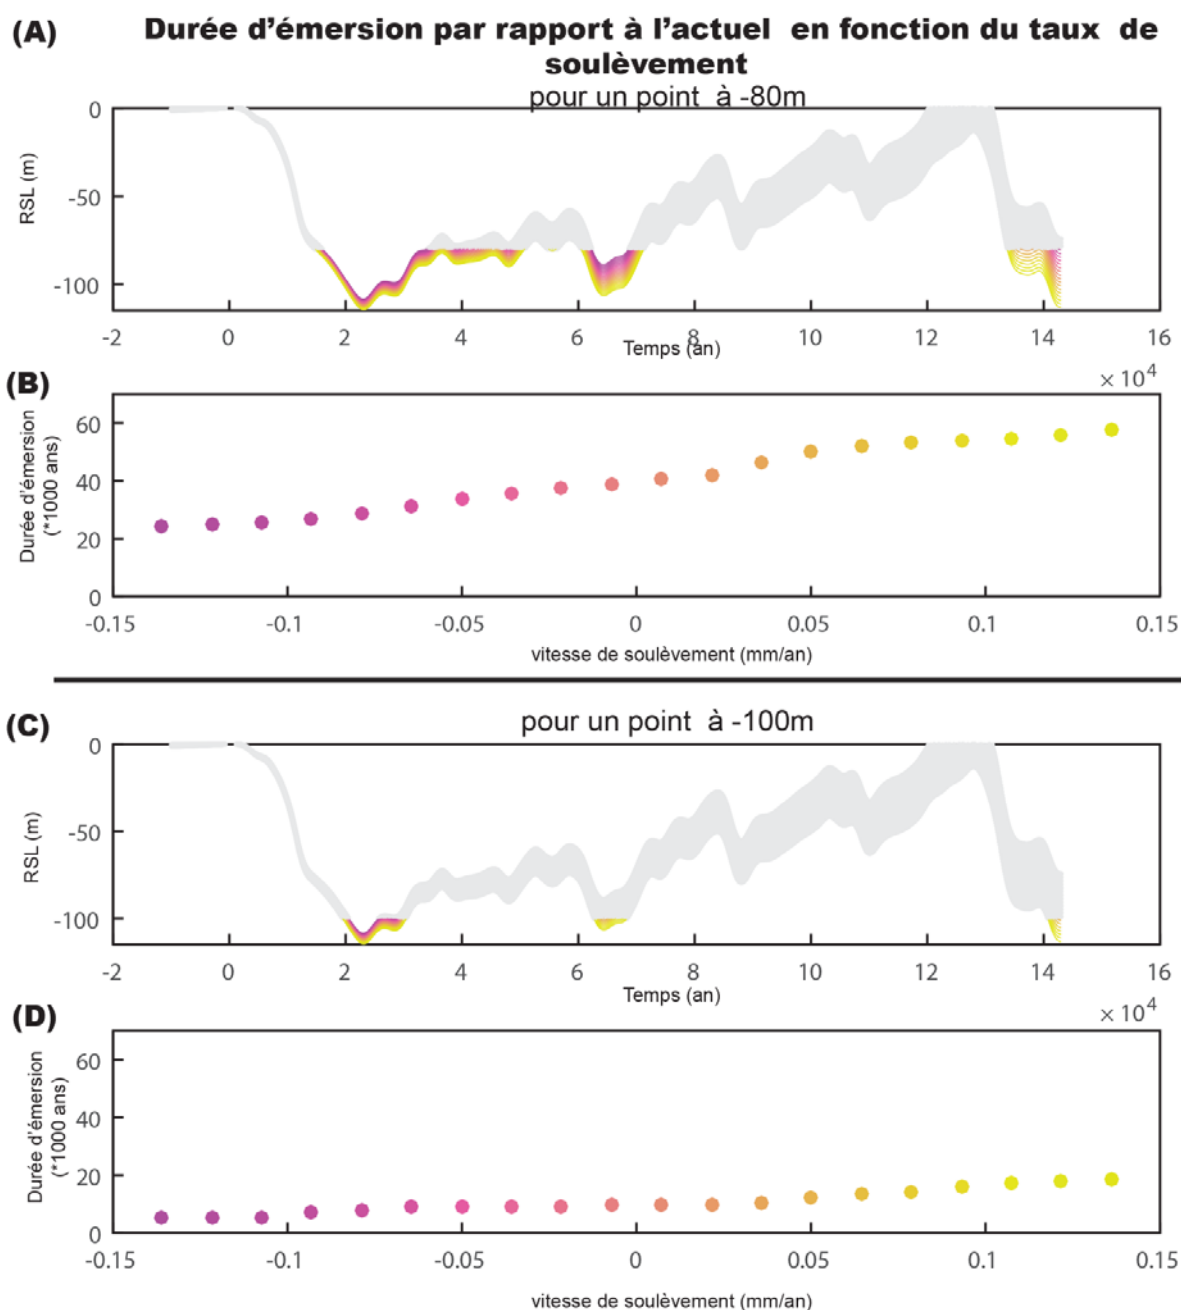 (A)
Durée d'émersion par rapport à l'actuel en fonction du taux de
soulèvement
pour un point à -80m
RSL (m)
0
-50
-100
-2 0 2 4 6 8 10 12 14 16
Temps (an)
× 10⁴
(B)
Durée d'émersion
(*1000 ans)
60
40
20
0
-0.15 -0.1 -0.05 0 0.05 0.1 0.15
vitesse de soulèvement (mm/an)
(C)
pour un point à -100m
RSL (m)
0
-50
-100
-2 0 2 4 6 8 10 12 14 16
Temps (an)
× 10⁴
(D)
Durée d'émersion
(*1000 ans)
60
40
20
0
-0.15 -0.1 -0.05 0 0.05 0.1 0.15
vitesse de soulèvement (mm/an)